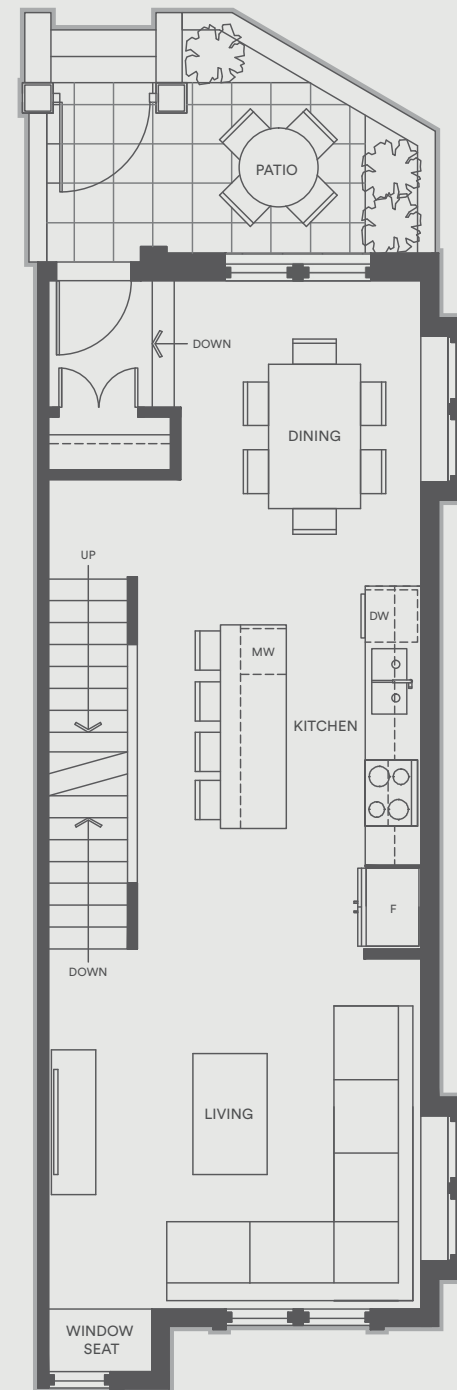 PATIO
DOWN
DINING
UP
DW
MW
KITCHEN
F
DOWN
LIVING
WINDOW
SEAT